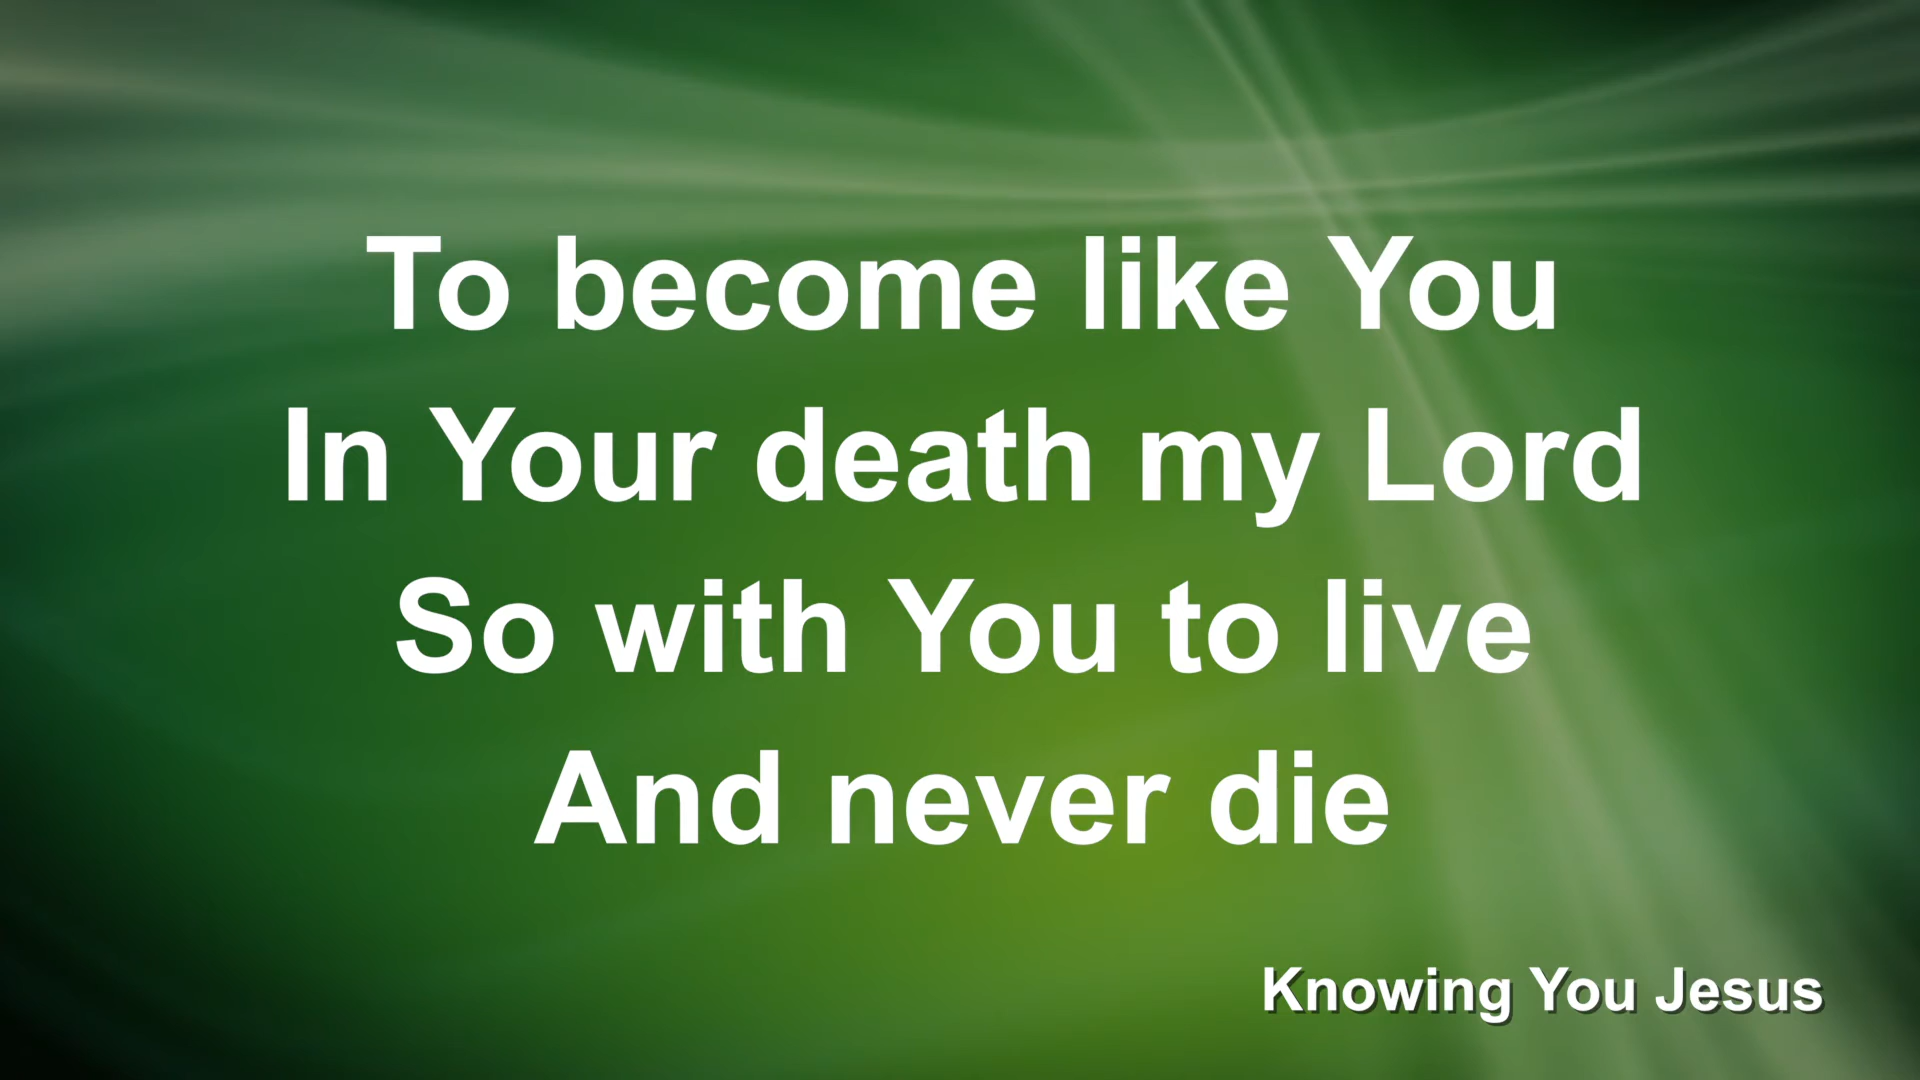 To become like You
In Your death my Lord
So with You to live
And never die
Knowing You Jesus